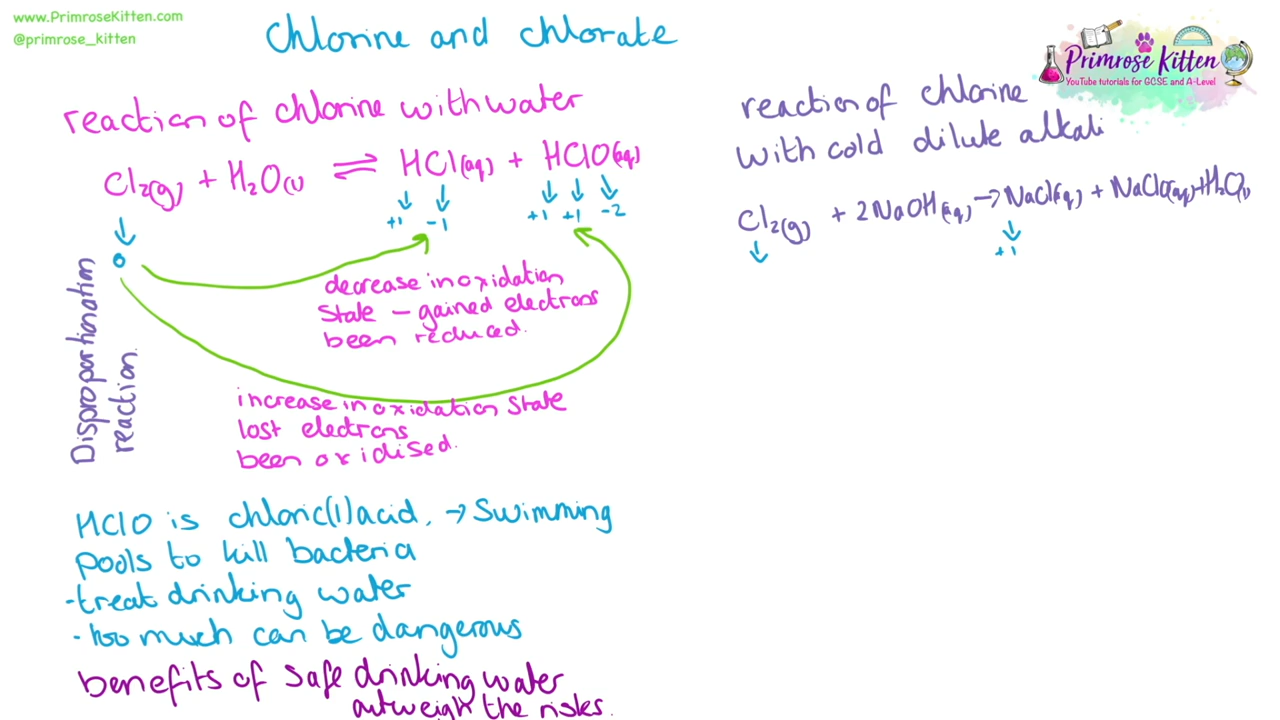 www.PrimroseKitten.com
@primrose_kitten
Chlorine and chlorate
Primrose Kitten
YouTube tutorials for GCSE and A-Level
reaction of chlorine with water
Cl₂(g) + H₂O(l) ⇌ HCl(aq) + HClO(aq)
↓ ↓ ↓ ↓ ↓ ↓
+1 -1 +1 +1 -2
0
decrease in oxidation
state - gained electrons
been reduced.
Disproportionation
reaction.
increase in oxidation state
lost electrons
been oxidised.
HClO is chloric(I) acid, → Swimming
pools to kill bacteria
-treat drinking water
- too much can be dangerous
benefits of safe drinking water
outweigh the risks.
reaction of chlorine
with cold dilute alkali
Cl₂(g) + 2NaOH(aq) → NaCl(aq) + NaClO(aq) + H₂O(l)
↓ ↓
+1